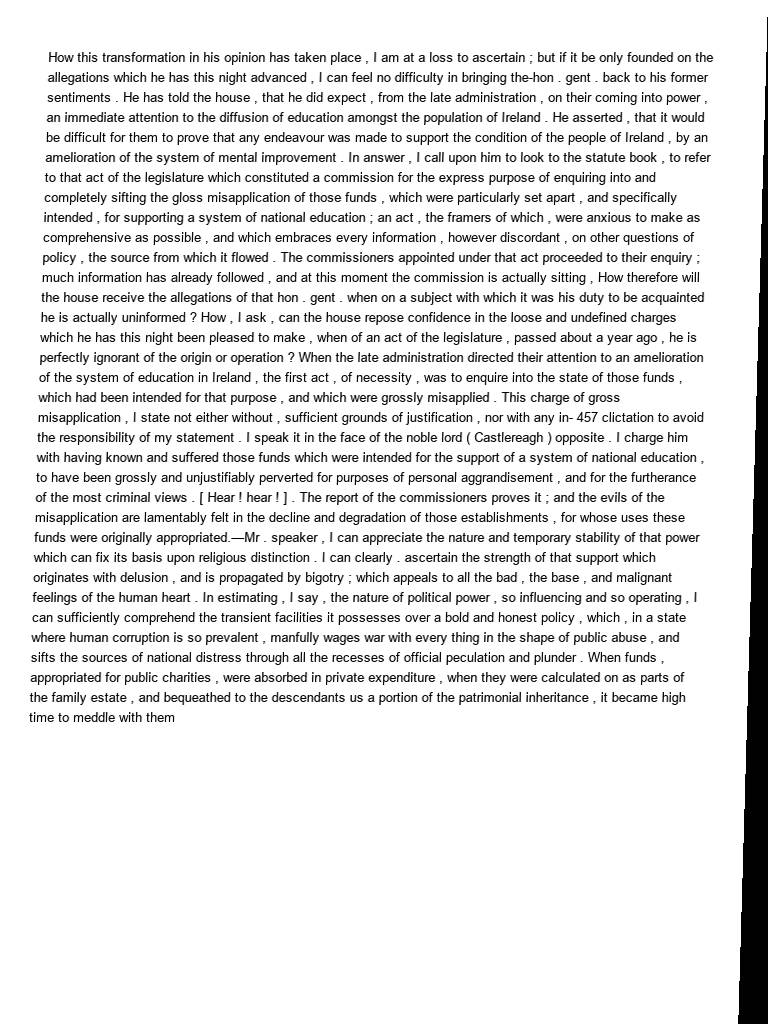 How this transformation in his opinion has taken place , I am at a loss to ascertain ; but if it be only founded on the
allegations which he has this night advanced , I can feel no difficulty in bringing the-hon . gent . back to his former
sentiments . He has told the house , that he did expect , from the late administration , on their coming into power ,
an immediate attention to the diffusion of education amongst the population of Ireland . He asserted , that it would
be difficult for them to prove that any endeavour was made to support the condition of the people of Ireland , by an
amelioration of the system of mental improvement . In answer , I call upon him to look to the statute book , to refer
to that act of the legislature which constituted a commission for the express purpose of enquiring into and
completely sifting the gloss misapplication of those funds , which were particularly set apart , and specifically
intended , for supporting a system of national education ; an act , the framers of which , were anxious to make as
comprehensive as possible , and which embraces every information , however discordant , on other questions of
policy , the source from which it flowed . The commissioners appointed under that act proceeded to their enquiry ;
much information has already followed , and at this moment the commission is actually sitting , How therefore will
the house receive the allegations of that hon . gent . when on a subject with which it was his duty to be acquainted
he is actually uninformed ? How , I ask , can the house repose confidence in the loose and undefined charges
which he has this night been pleased to make , when of an act of the legislature , passed about a year ago , he is
perfectly ignorant of the origin or operation ? When the late administration directed their attention to an amelioration
of the system of education in Ireland , the first act , of necessity , was to enquire into the state of those funds ,
which had been intended for that purpose , and which were grossly misapplied . This charge of gross
misapplication , I state not either without , sufficient grounds of justification , nor with any in- 457 clictation to avoid
the responsibility of my statement . I speak it in the face of the noble lord ( Castlereagh ) opposite . I charge him
with having known and suffered those funds which were intended for the support of a system of national education ,
to have been grossly and unjustifiably perverted for purposes of personal aggrandisement , and for the furtherance
of the most criminal views . [ Hear ! hear ! ] . The report of the commissioners proves it ; and the evils of the
misapplication are lamentably felt in the decline and degradation of those establishments , for whose uses these
funds were originally appropriated.—Mr . speaker , I can appreciate the nature and temporary stability of that power
which can fix its basis upon religious distinction . I can clearly . ascertain the strength of that support which
originates with delusion , and is propagated by bigotry ; which appeals to all the bad , the base , and malignant
feelings of the human heart . In estimating , I say , the nature of political power , so influencing and so operating , I
can sufficiently comprehend the transient facilities it possesses over a bold and honest policy , which , in a state
where human corruption is so prevalent , manfully wages war with every thing in the shape of public abuse , and
sifts the sources of national distress through all the recesses of official peculation and plunder . When funds ,
appropriated for public charities , were absorbed in private expenditure , when they were calculated on as parts of
the family estate , and bequeathed to the descendants us a portion of the patrimonial inheritance , it became high
time to meddle with them